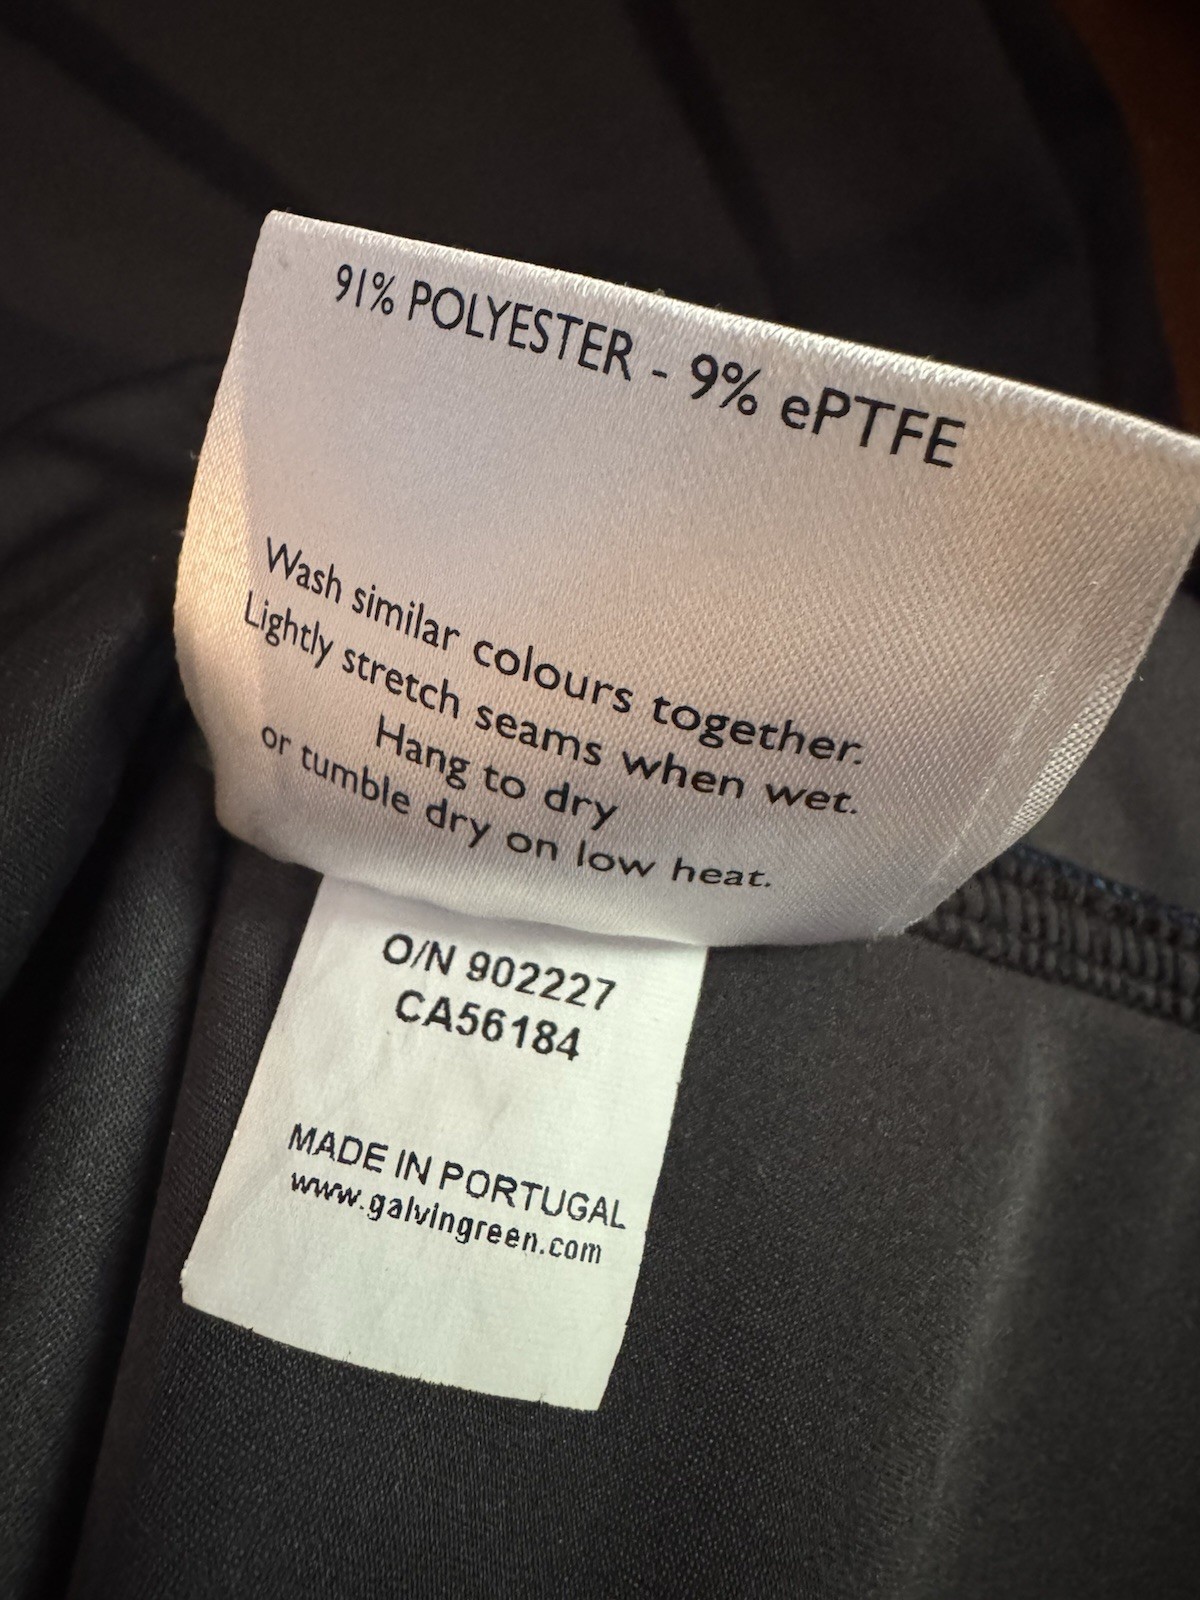 91% POLYESTER - 9% ePTFE
Wash similar colours together.
Lightly stretch seams when wet.
Hang to dry
or tumble dry on low heat.
O/N 902227
CA56184
MADE IN PORTUGAL
www.galvingreen.com